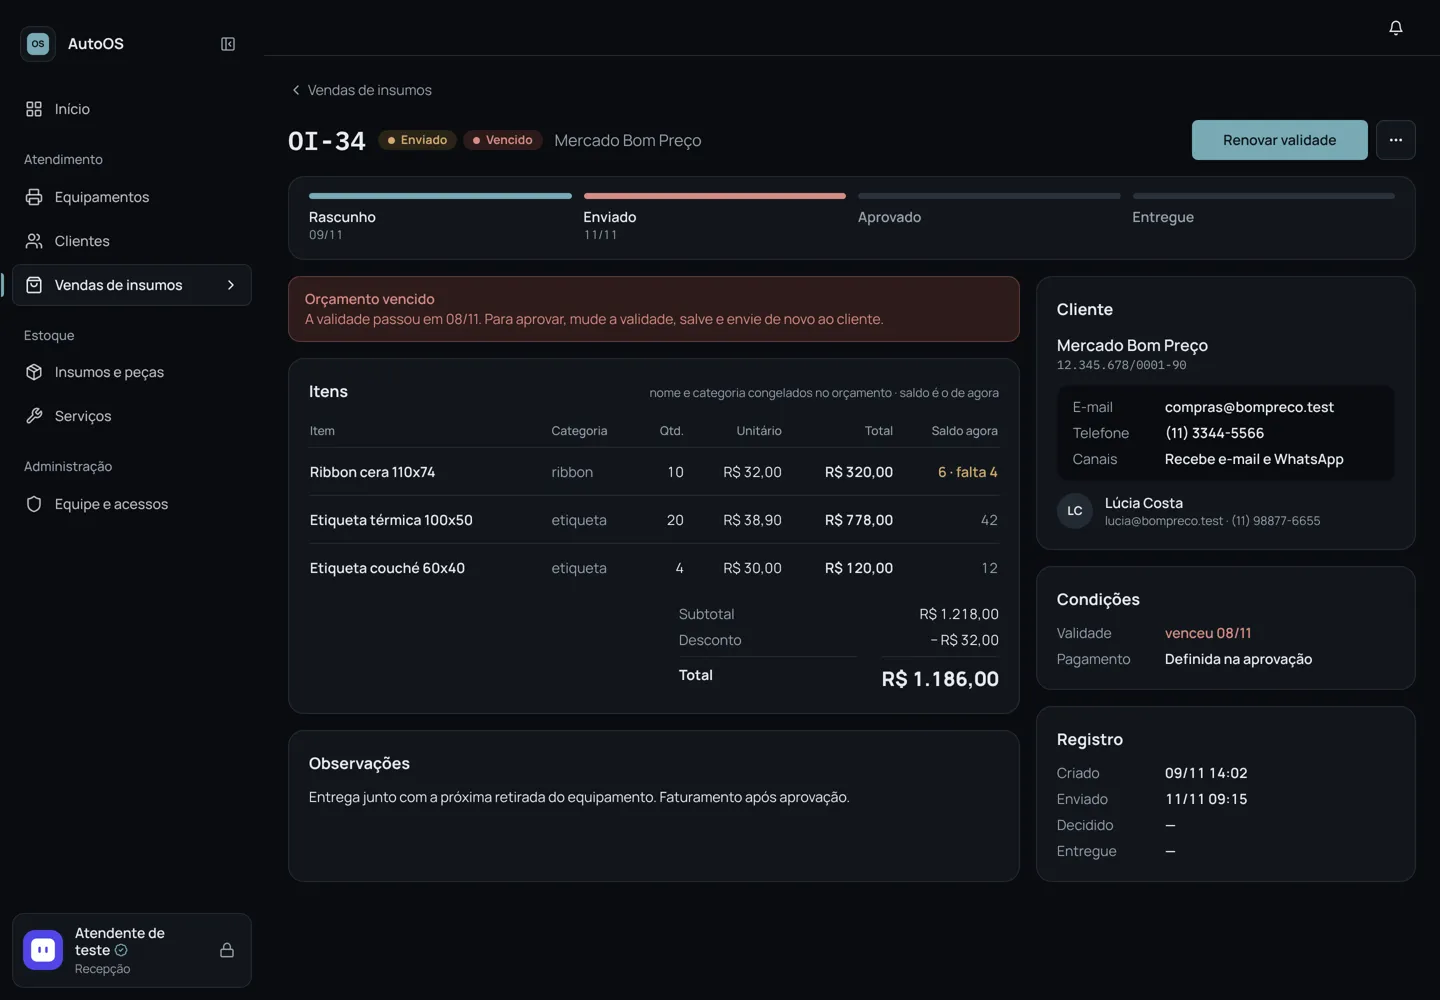 OS
AutoOS
Início
Atendimento
Equipamentos
Clientes
Vendas de insumos
Estoque
Insumos e peças
Serviços
Administração
Equipe e acessos
Atendente de
teste
Recepção
Vendas de insumos
OI-34
Enviado
Vencido
Mercado Bom Preço
Renovar validade
Rascunho
09/11
Enviado
11/11
Aprovado
Entregue
Orçamento vencido
A validade passou em 08/11. Para aprovar, mude a validade, salve e envie de novo ao cliente.
Itens
nome e categoria congelados no orçamento · saldo é o de agora
Item Categoria Qtd. Unitário Total Saldo agora
Ribbon cera 110x74 ribbon 10 R$ 32,00 R$ 320,00 6 · falta 4
Etiqueta térmica 100x50 etiqueta 20 R$ 38,90 R$ 778,00 42
Etiqueta couché 60x40 etiqueta 4 R$ 30,00 R$ 120,00 12
Subtotal R$ 1.218,00
Desconto − R$ 32,00
Total R$ 1.186,00
Observações
Entrega junto com a próxima retirada do equipamento. Faturamento após aprovação.
Cliente
Mercado Bom Preço
12.345.678/0001-90
E-mail compras@bompreco.test
Telefone (11) 3344-5566
Canais Recebe e-mail e WhatsApp
LC
Lúcia Costa
lucia@bompreco.test · (11) 98877-6655
Condições
Validade venceu 08/11
Pagamento Definida na aprovação
Registro
Criado 09/11 14:02
Enviado 11/11 09:15
Decidido —
Entregue —